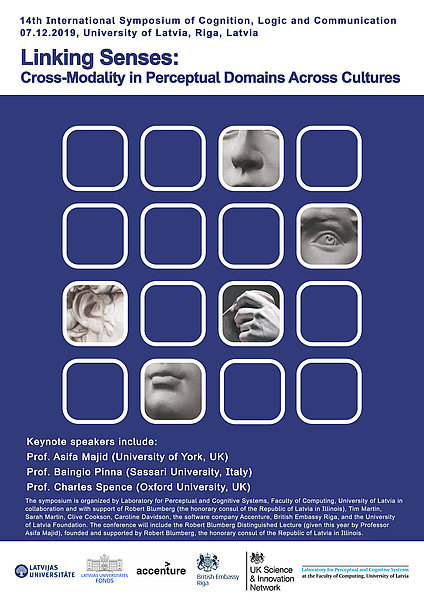 14th International Symposium of Cognition, Logic and Communication
07.12.2019, University of Latvia, Riga, Latvia
Linking Senses:
Cross-Modality in Perceptual Domains Across Cultures
Keynote speakers include:
Prof. Asifa Majid (University of York, UK)
Prof. Baingio Pinna (Sassari University, Italy)
Prof. Charles Spence (Oxford University, UK)
The symposium is organized by Laboratory for Perceptual and Cognitive Systems, Faculty of Computing, University of Latvia in
collaboration and with support of Robert Blumberg (the honorary consul of the Republic of Latvia in Illinois), Tim Martin,
Sarah Martin, Clive Cookson, Caroline Davidson, the software company Accenture, British Embassy Riga, and the University
of Latvia Foundation. The conference will include the Robert Blumberg Distinguished Lecture (given this year by Professor
Asifa Majid), founded and supported by Robert Blumberg, the honorary consul of the Republic of Latvia in Illinois.
LATVIJAS
UNIVERSITĀTE
LATVIJAS UNIVERSITĀTES
FONDS
accenture
British Embassy
Riga
UK Science
& Innovation
Network
Laboratory for Perceptual and Cognitive Systems
at the Faculty of Computing, University of Latvia